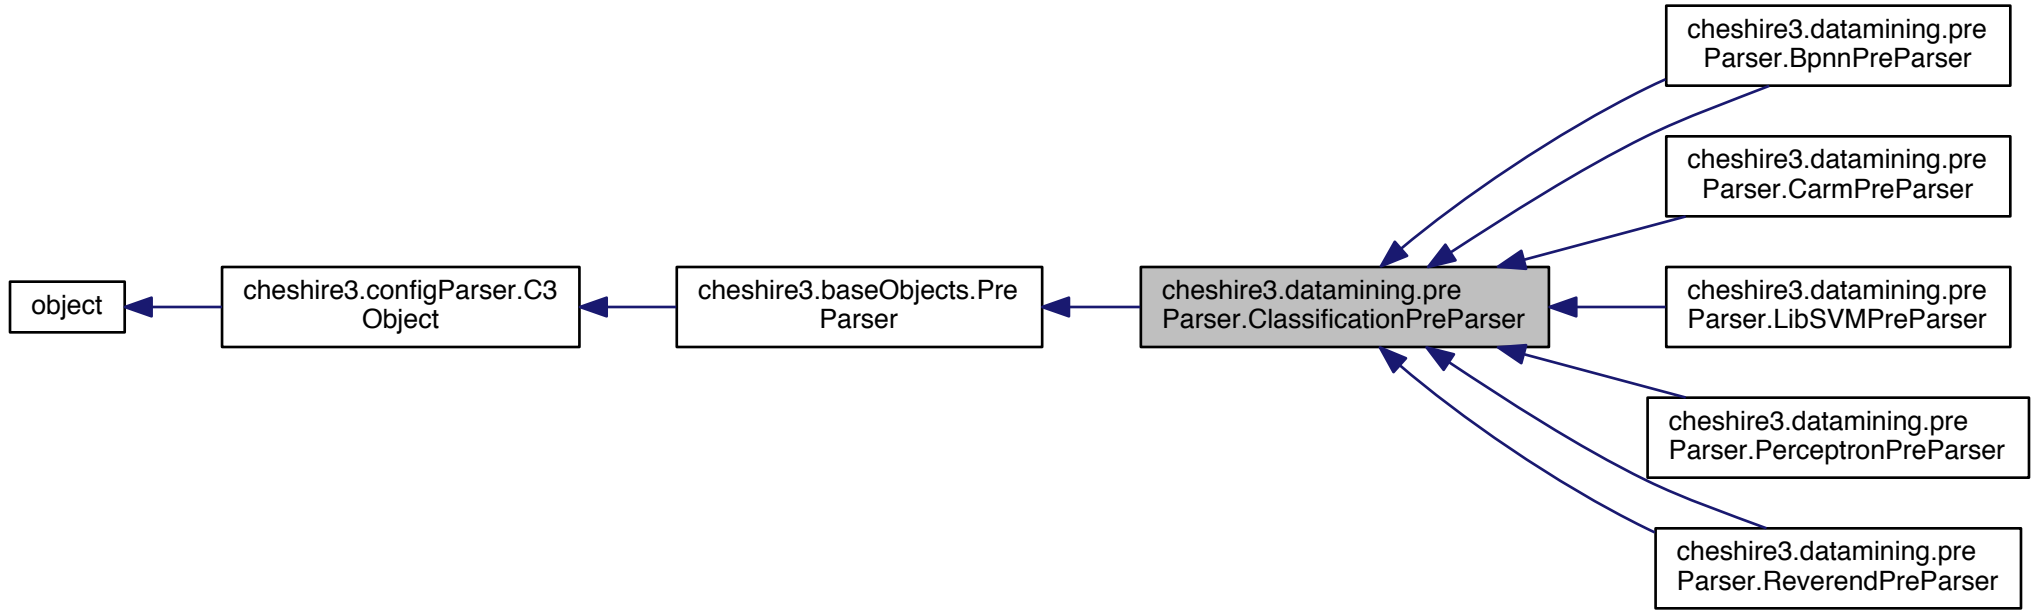 object
cheshire3.configParser.C3
Object
cheshire3.baseObjects.Pre
Parser
cheshire3.datamining.pre
Parser.ClassificationPreParser
cheshire3.datamining.pre
Parser.BpnnPreParser
cheshire3.datamining.pre
Parser.CarmPreParser
cheshire3.datamining.pre
Parser.LibSVMPreParser
cheshire3.datamining.pre
Parser.PerceptronPreParser
cheshire3.datamining.pre
Parser.ReverendPreParser